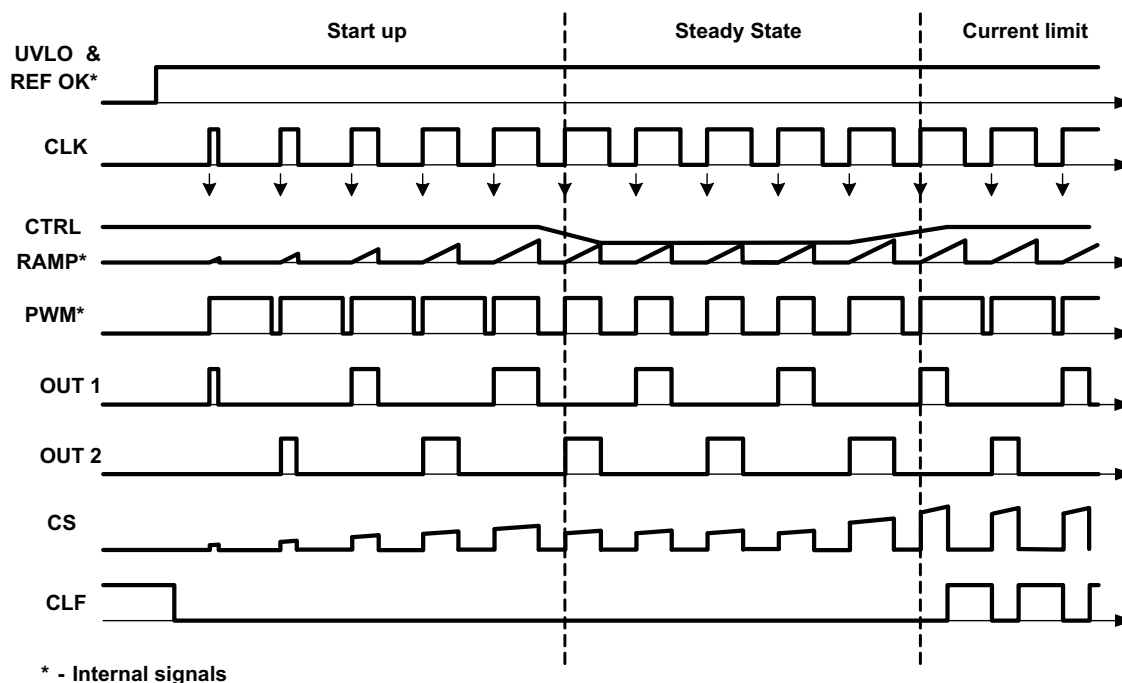 Start up
Steady State
Current limit
UVLO &
REF OK*
CLK
CTRL
RAMP*
PWM*
OUT 1
OUT 2
CS
CLF
* - Internal signals